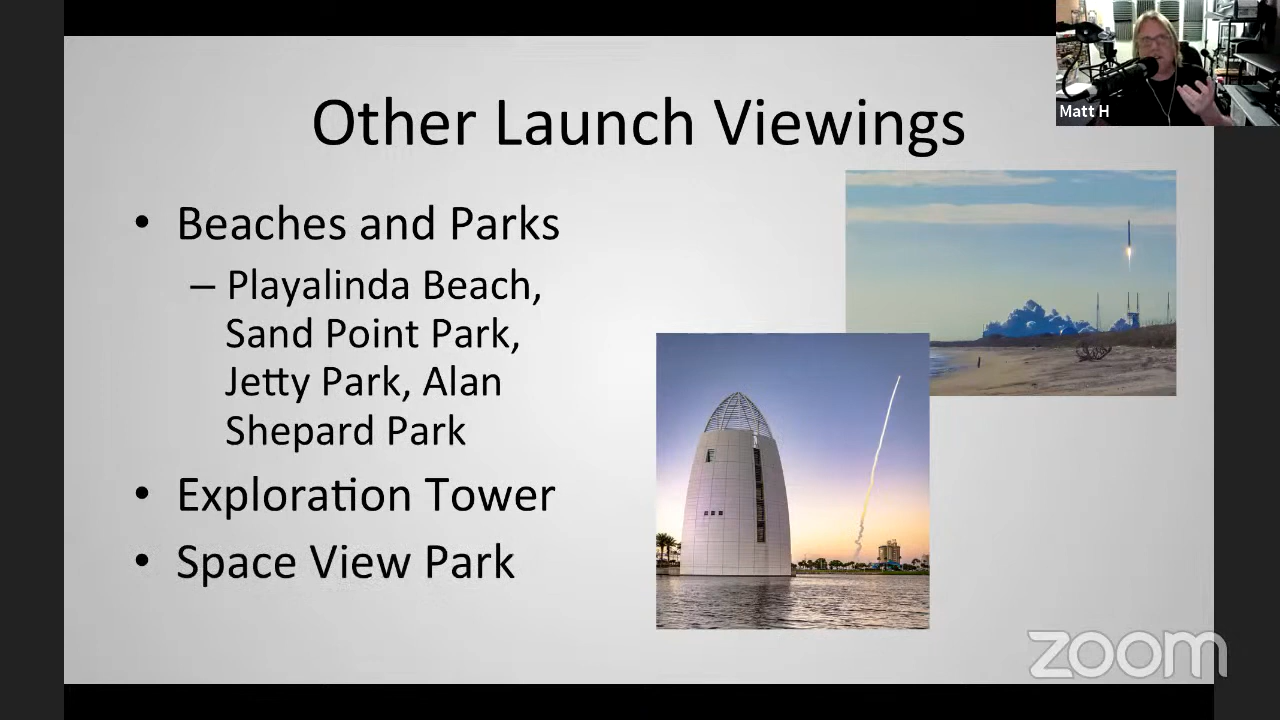 Other Launch Viewings
Matt H
• Beaches and Parks
– Playalinda Beach,
Sand Point Park,
Jetty Park, Alan
Shepard Park
• Exploration Tower
• Space View Park
zoom